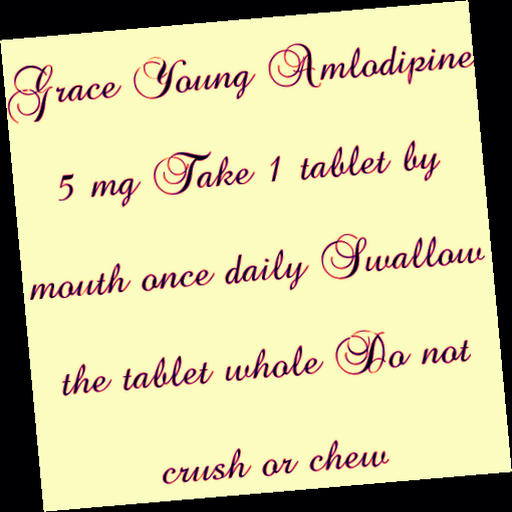 Grace Young Amlodipine
5 mg Take 1 tablet by
mouth once daily Swallow
the tablet whole Do not
crush or chew